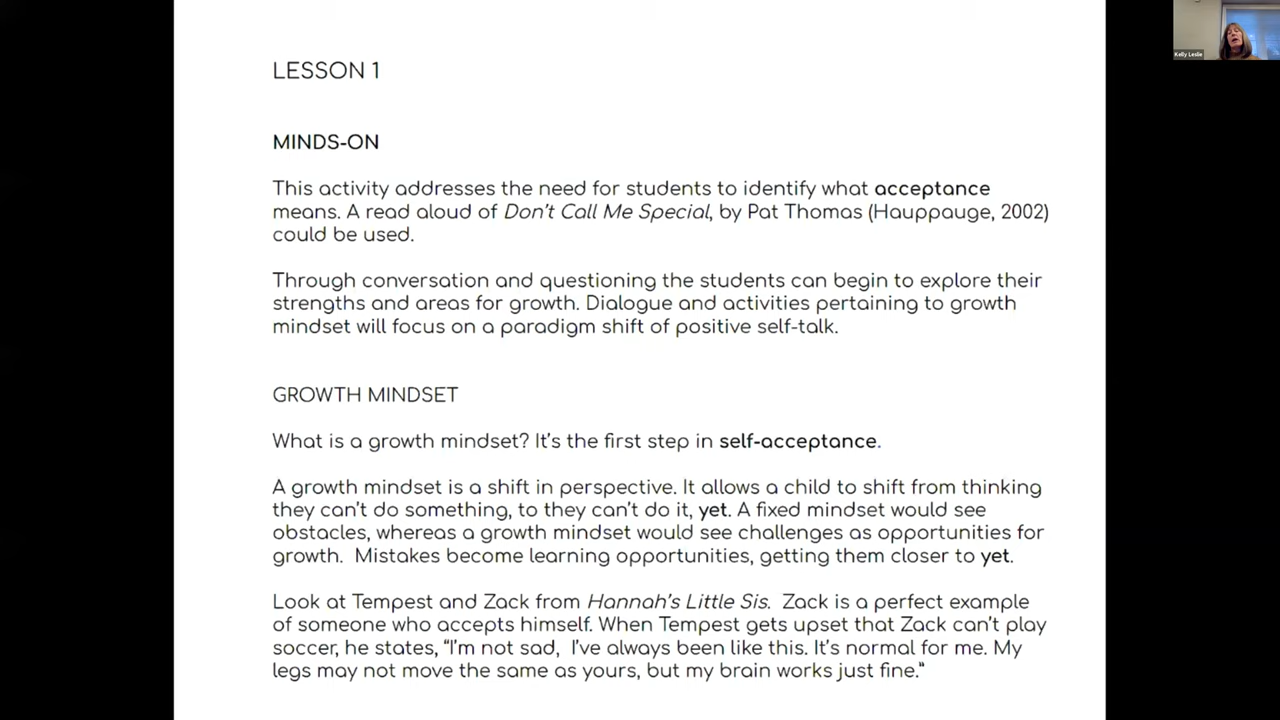 Kelly Leslie
LESSON 1
MINDS-ON
This activity addresses the need for students to identify what acceptance
means. A read aloud of Don't Call Me Special, by Pat Thomas (Hauppauge, 2002)
could be used.
Through conversation and questioning the students can begin to explore their
strengths and areas for growth. Dialogue and activities pertaining to growth
mindset will focus on a paradigm shift of positive self-talk.
GROWTH MINDSET
What is a growth mindset? It's the first step in self-acceptance.
A growth mindset is a shift in perspective. It allows a child to shift from thinking
they can't do something, to they can't do it, yet. A fixed mindset would see
obstacles, whereas a growth mindset would see challenges as opportunities for
growth.  Mistakes become learning opportunities, getting them closer to yet.
Look at Tempest and Zack from Hannah's Little Sis.  Zack is a perfect example
of someone who accepts himself. When Tempest gets upset that Zack can't play
soccer, he states, “I'm not sad,  I've always been like this. It's normal for me. My
legs may not move the same as yours, but my brain works just fine.”